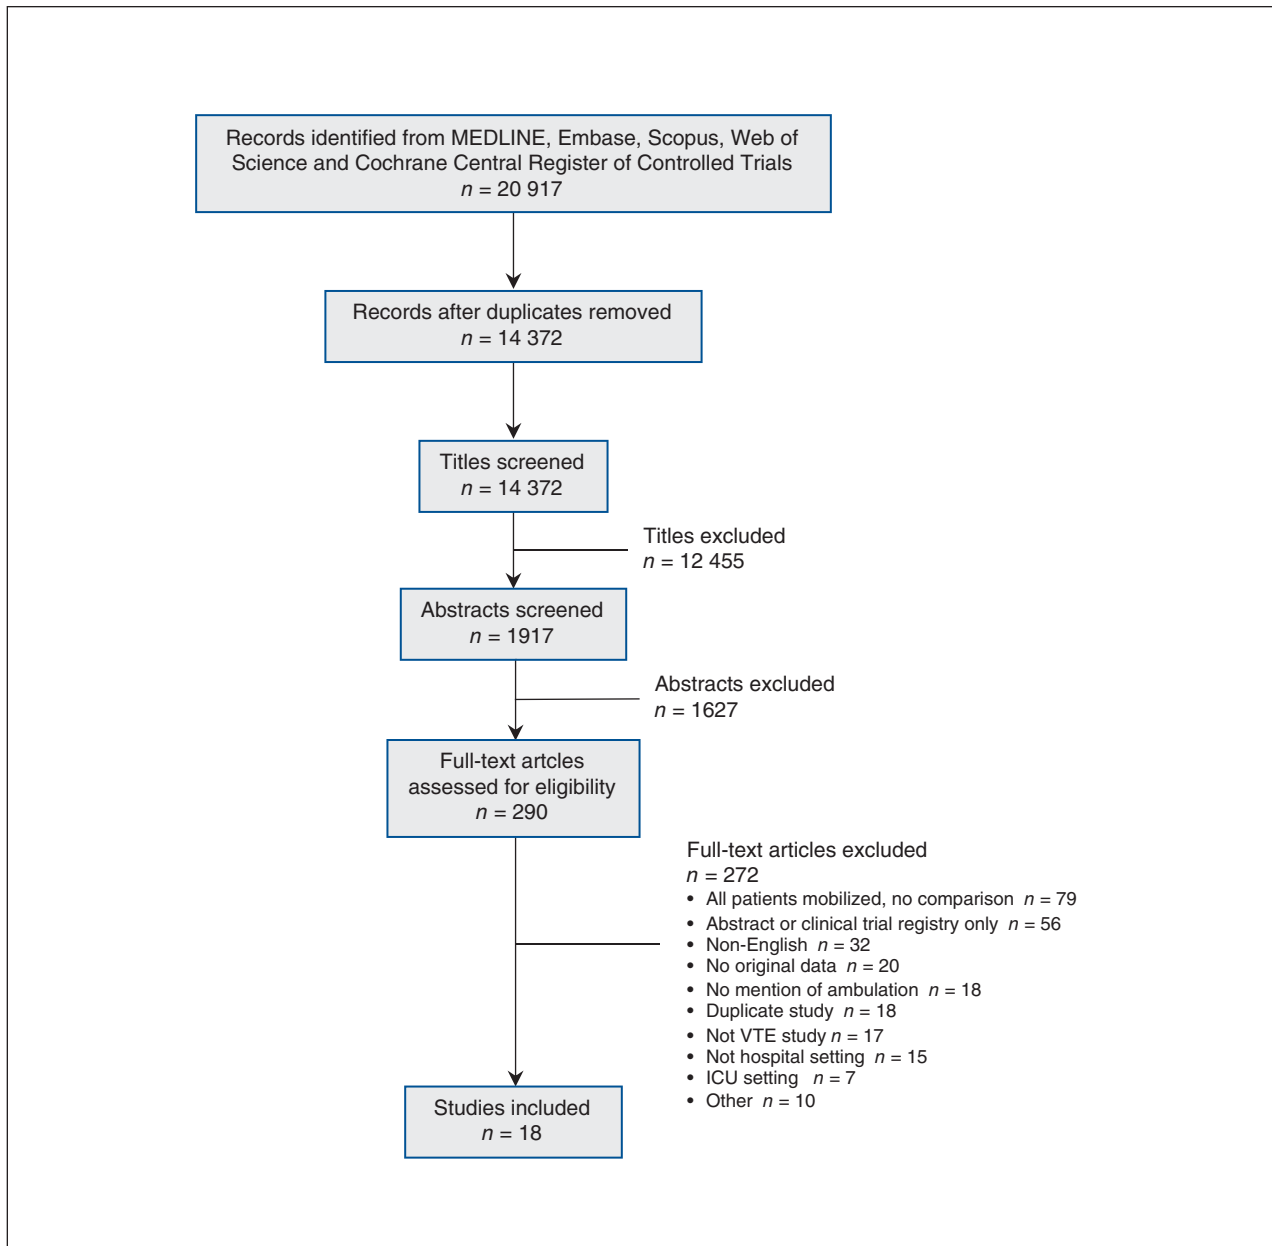 Records identified from MEDLINE, Embase, Scopus, Web of
Science and Cochrane Central Register of Controlled Trials
n = 20 917
Records after duplicates removed
n = 14 372
Titles screened
n = 14 372
Titles excluded
n = 12 455
Abstracts screened
n = 1917
Abstracts excluded
n = 1627
Full-text artcles
assessed for eligibility
n = 290
Full-text articles excluded
n = 272
• All patients mobilized, no comparison n = 79
• Abstract or clinical trial registry only n = 56
• Non-English n = 32
• No original data n = 20
• No mention of ambulation n = 18
• Duplicate study n = 18
• Not VTE study n = 17
• Not hospital setting n = 15
• ICU setting n = 7
• Other n = 10
Studies included
n = 18